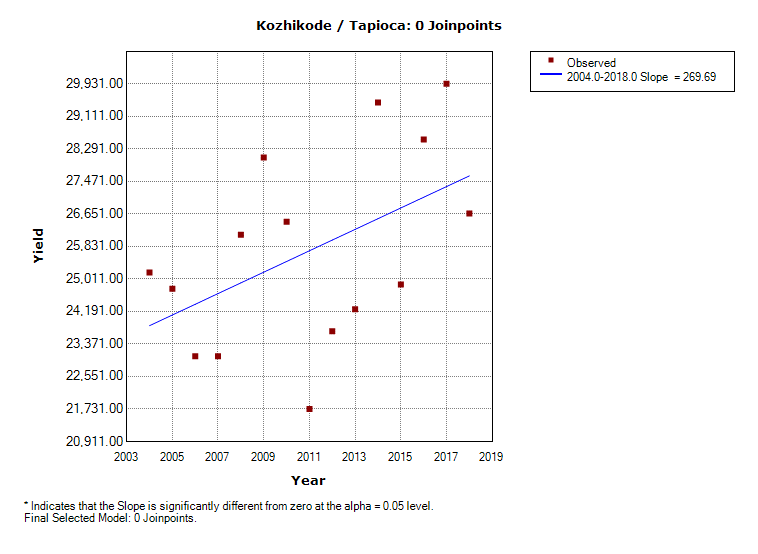 Kozhikode / Tapioca: 0 Joinpoints
Observed
2004.0-2018.0 Slope = 269.69
29,931.00
29,111.00
28,291.00
27,471.00
26,651.00
25,831.00
25,011.00
24,191.00
23,371.00
22,551.00
21,731.00
20,911.00
Yield
2003 2005 2007 2009 2011 2013 2015 2017 2019
Year
* Indicates that the Slope is significantly different from zero at the alpha = 0.05 level.
Final Selected Model: 0 Joinpoints.